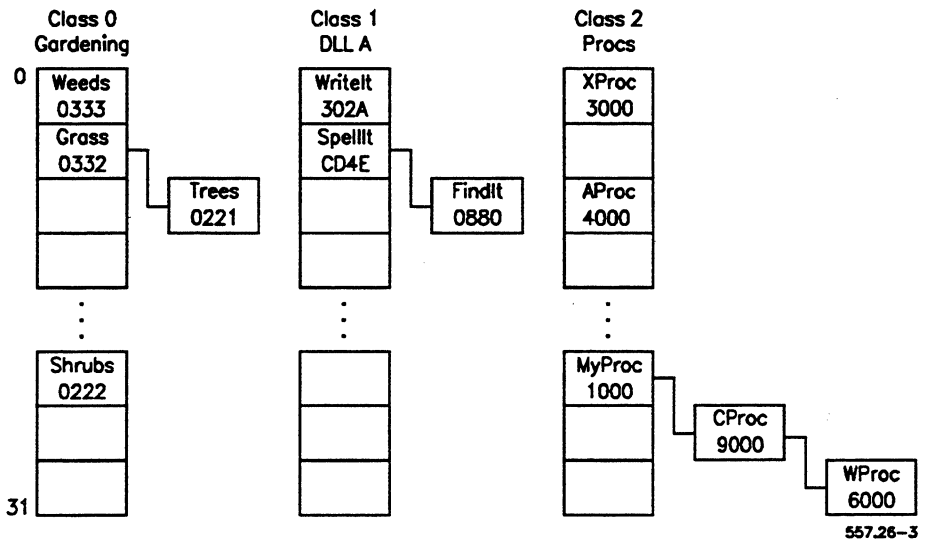 Class 0
Gardening
Class 1
DLL A
Class 2
Procs
0
Weeds
0333
Grass
0332
Trees
0221
Shrubs
0222
31
WriteIt
302A
SpellIt
CD4E
FindIt
0880
XProc
3000
AProc
4000
MyProc
1000
CProc
9000
WProc
6000
557.26-3